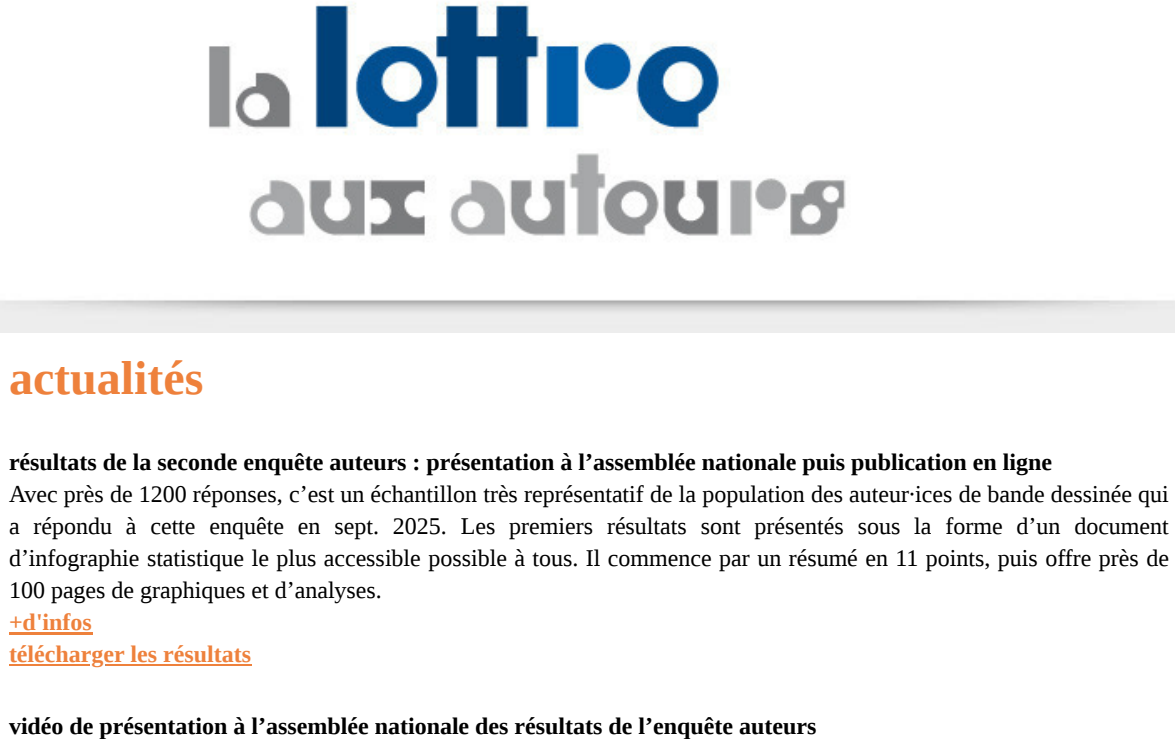 la lettre
aux auteurs
actualités
résultats de la seconde enquête auteurs : présentation à l’assemblée nationale puis publication en ligne
Avec près de 1200 réponses, c’est un échantillon très représentatif de la population des auteur·ices de bande dessinée qui
a répondu à cette enquête en sept. 2025. Les premiers résultats sont présentés sous la forme d’un document
d’infographie statistique le plus accessible possible à tous. Il commence par un résumé en 11 points, puis offre près de
100 pages de graphiques et d’analyses.
+d'infos
télécharger les résultats
vidéo de présentation à l’assemblée nationale des résultats de l’enquête auteurs